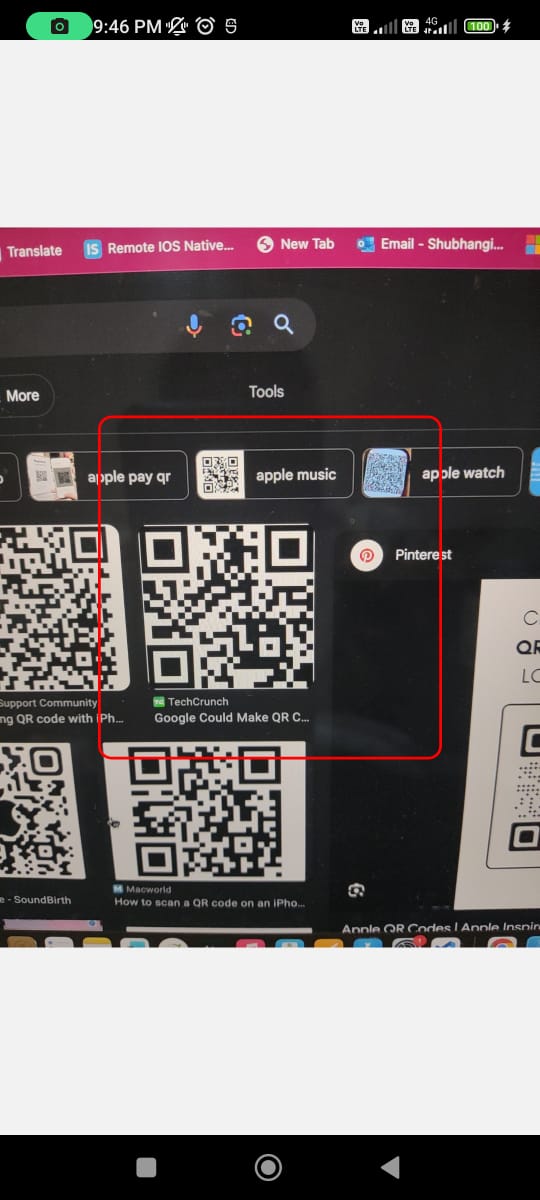 9:46 PM
Vo LTE
Vo LTE
4G
100
Translate
IS Remote IOS Native...
New Tab
Email - Shubhangi...
More
Tools
apple pay qr
apple music
apple watch
Pinterest
QR
Support Community
TechCrunch
ng QR code with iPh...
Google Could Make QR C...
e - SoundBirth
Macworld
How to scan a QR code on an iPho...
Apple QR Codes | Apple Inspir